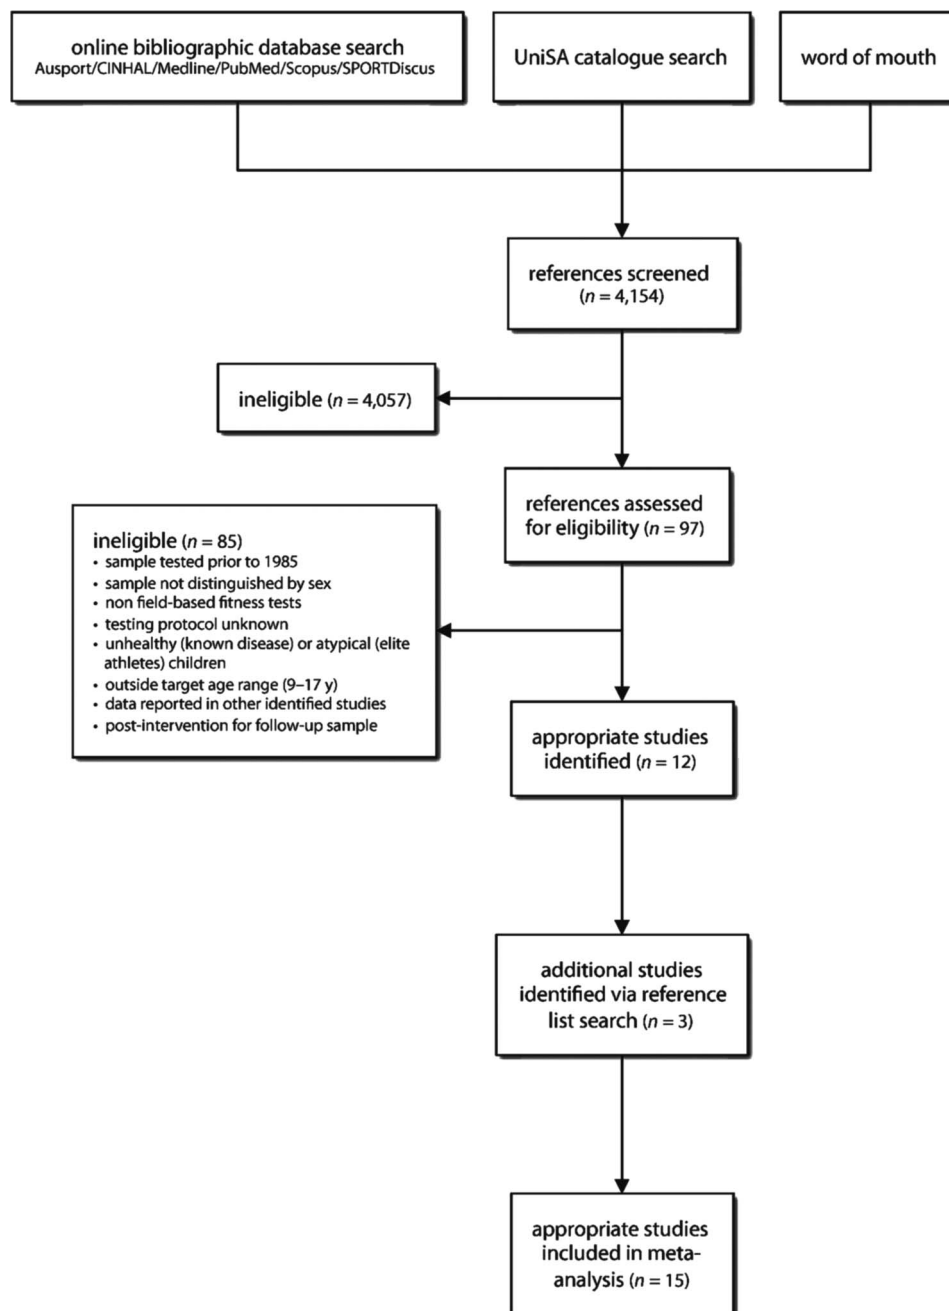 online bibliographic database search
Ausport/CINHAL/Medline/PubMed/Scopus/SPORTDiscus
UniSA catalogue search
word of mouth
references screened
(n = 4,154)
ineligible (n = 4,057)
references assessed
for eligibility (n = 97)
ineligible (n = 85)
• sample tested prior to 1985
• sample not distinguished by sex
• non field-based fitness tests
• testing protocol unknown
• unhealthy (known disease) or atypical (elite
athletes) children
• outside target age range (9–17 y)
• data reported in other identified studies
• post-intervention for follow-up sample
appropriate studies
identified (n = 12)
additional studies
identified via reference
list search (n = 3)
appropriate studies
included in meta-
analysis (n = 15)